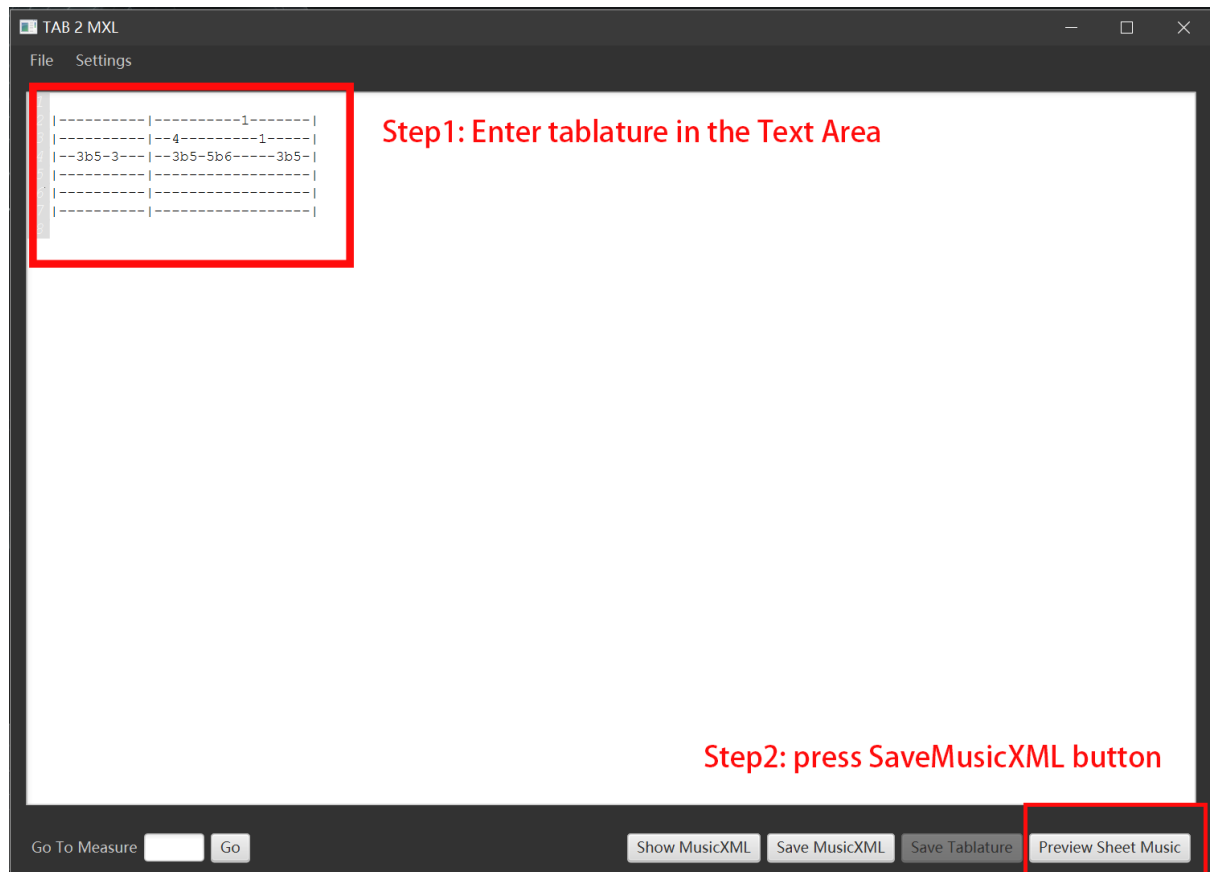 TAB 2 MXL
File Settings
|----------|----------1-------|
|----------|--4---------1-----|
|--3b5-3---|--3b5-5b6-----3b5-|
|----------|------------------|
|----------|------------------|
|----------|------------------|
Step1: Enter tablature in the Text Area
Step2: press SaveMusicXML button
Go To Measure Go Show MusicXML Save MusicXML Save Tablature Preview Sheet Music